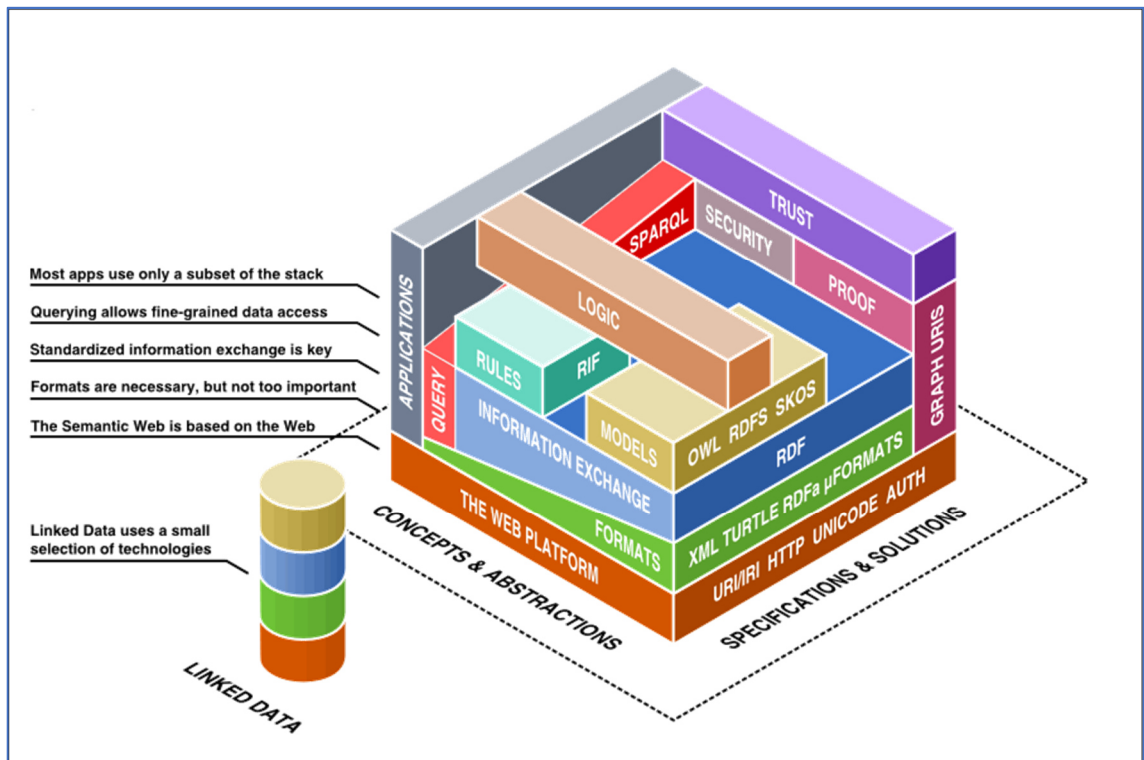 Most apps use only a subset of the stack
Querying allows fine-grained data access
Standardized information exchange is key
Formats are necessary, but not too important
The Semantic Web is based on the Web
Linked Data uses a small
selection of technologies
LINKED DATA
APPLICATIONS
TRUST
SPARQL
SECURITY
PROOF
LOGIC
RULES
RIF
QUERY
GRAPH URIS
MODELS
OWL RDFS SKOS
INFORMATION EXCHANGE
RDF
FORMATS
XML TURTLE RDFa µFORMATS
THE WEB PLATFORM
URI/IRI HTTP UNICODE AUTH
CONCEPTS & ABSTRACTIONS
SPECIFICATIONS & SOLUTIONS